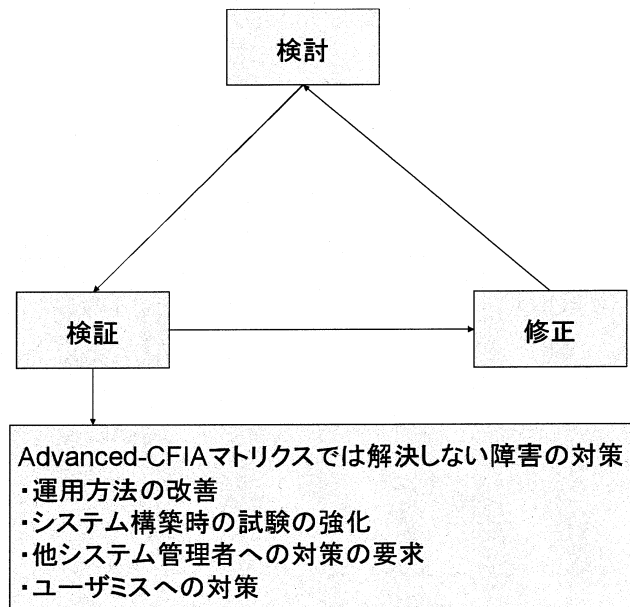 検討
検証
修正
Advanced-CFIAマトリクスでは解決しない障害の対策
・運用方法の改善
・システム構築時の試験の強化
・他システム管理者への対策の要求
・ユーザミスへの対策